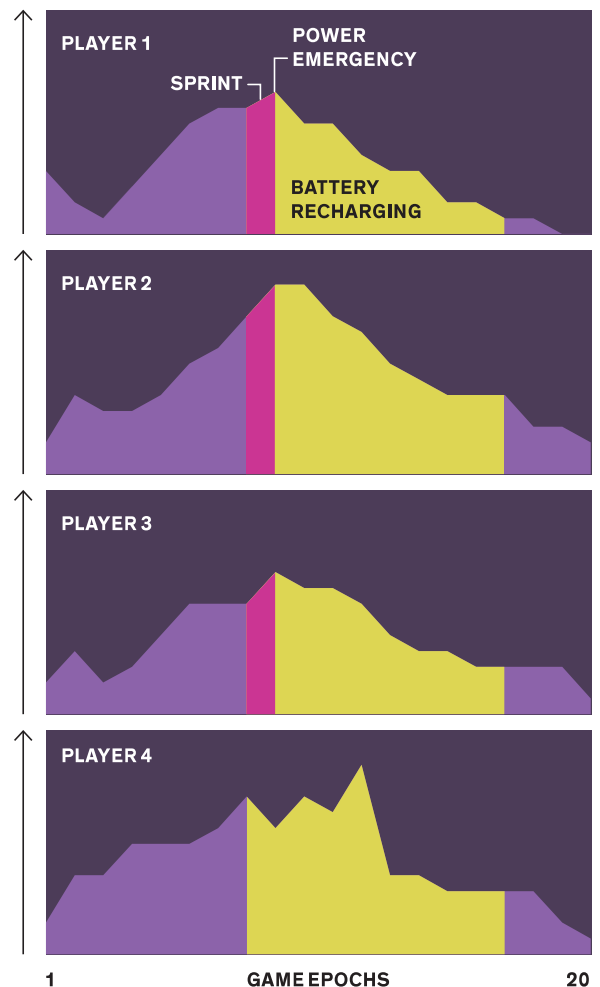 PLAYER 1
POWER
EMERGENCY
SPRINT
BATTERY
RECHARGING
PLAYER 2
PLAYER 3
PLAYER 4
1 GAME EPOCHS 20